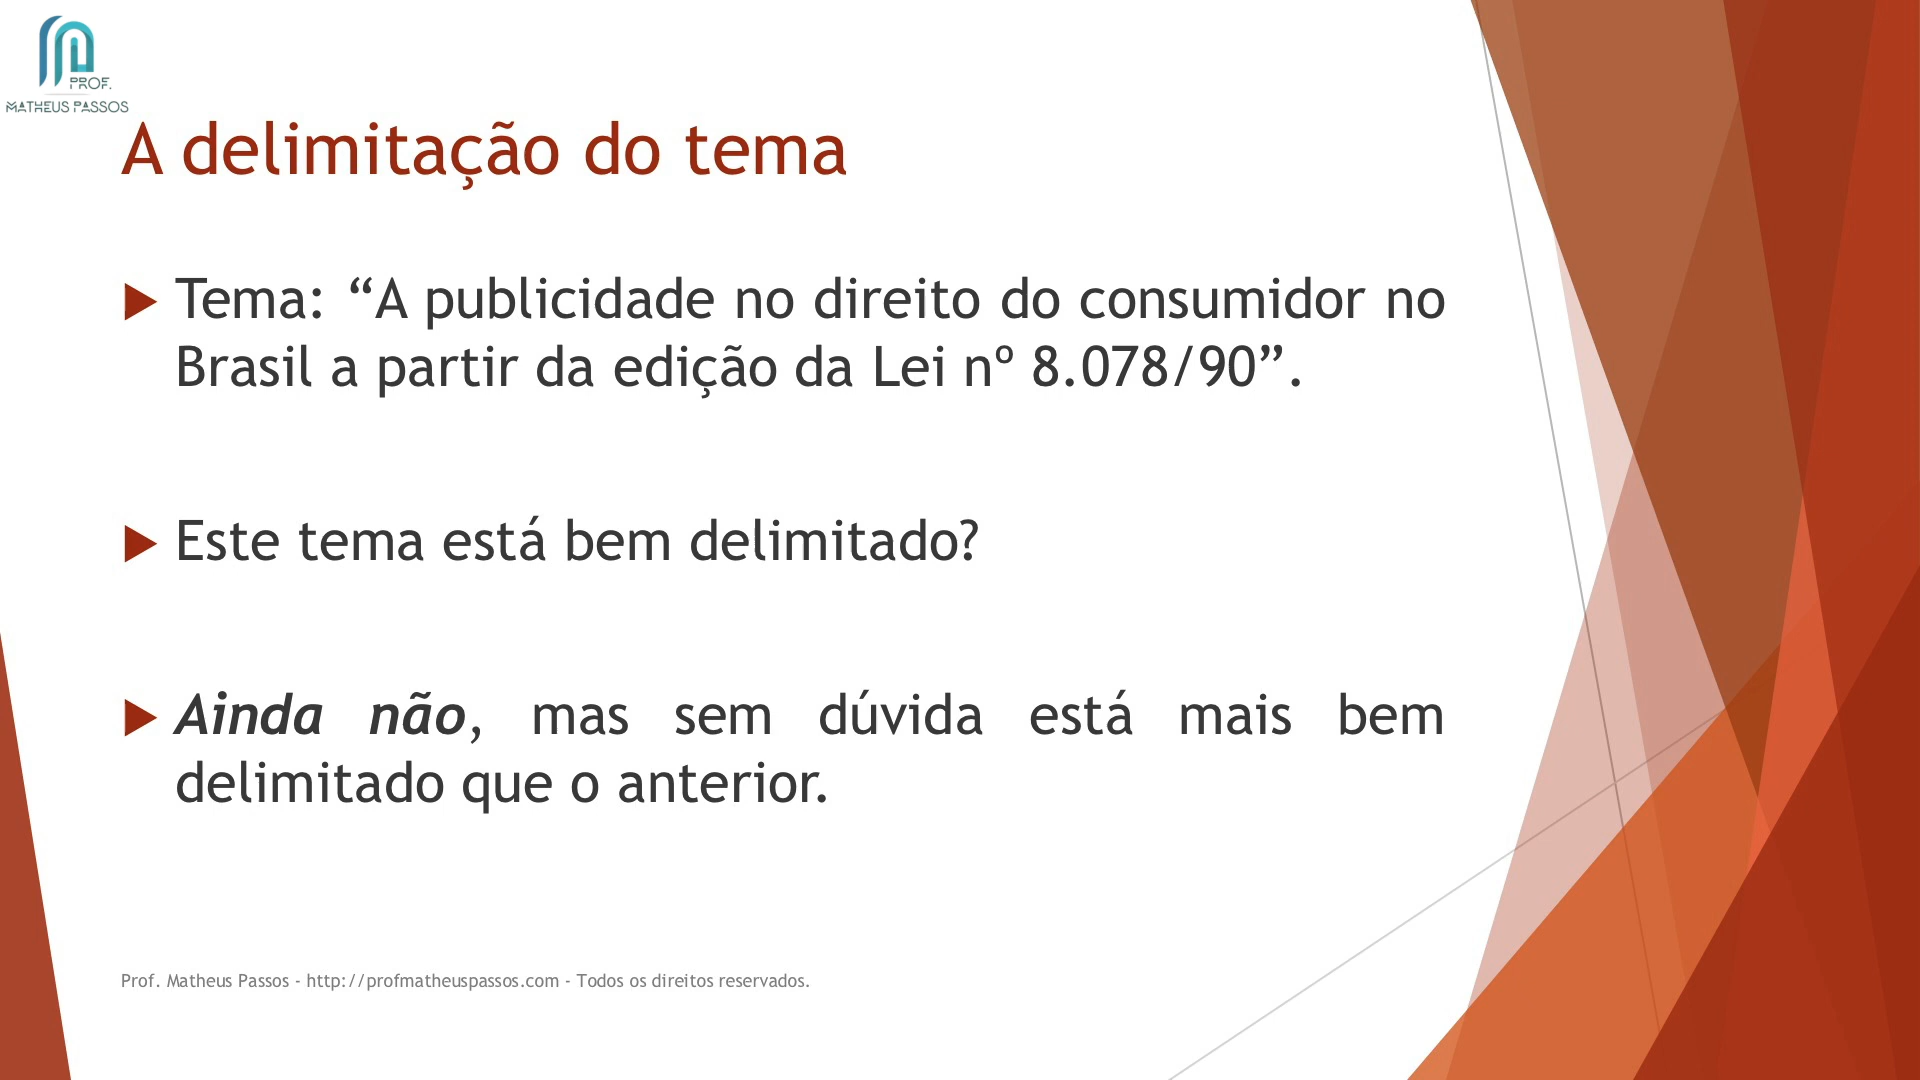 PROF.
MATHEUS PASSOS
A delimitação do tema
Tema: “A publicidade no direito do consumidor no
Brasil a partir da edição da Lei nº 8.078/90”.
Este tema está bem delimitado?
Ainda não, mas sem dúvida está mais bem
delimitado que o anterior.
Prof. Matheus Passos - http://profmatheuspassos.com - Todos os direitos reservados.